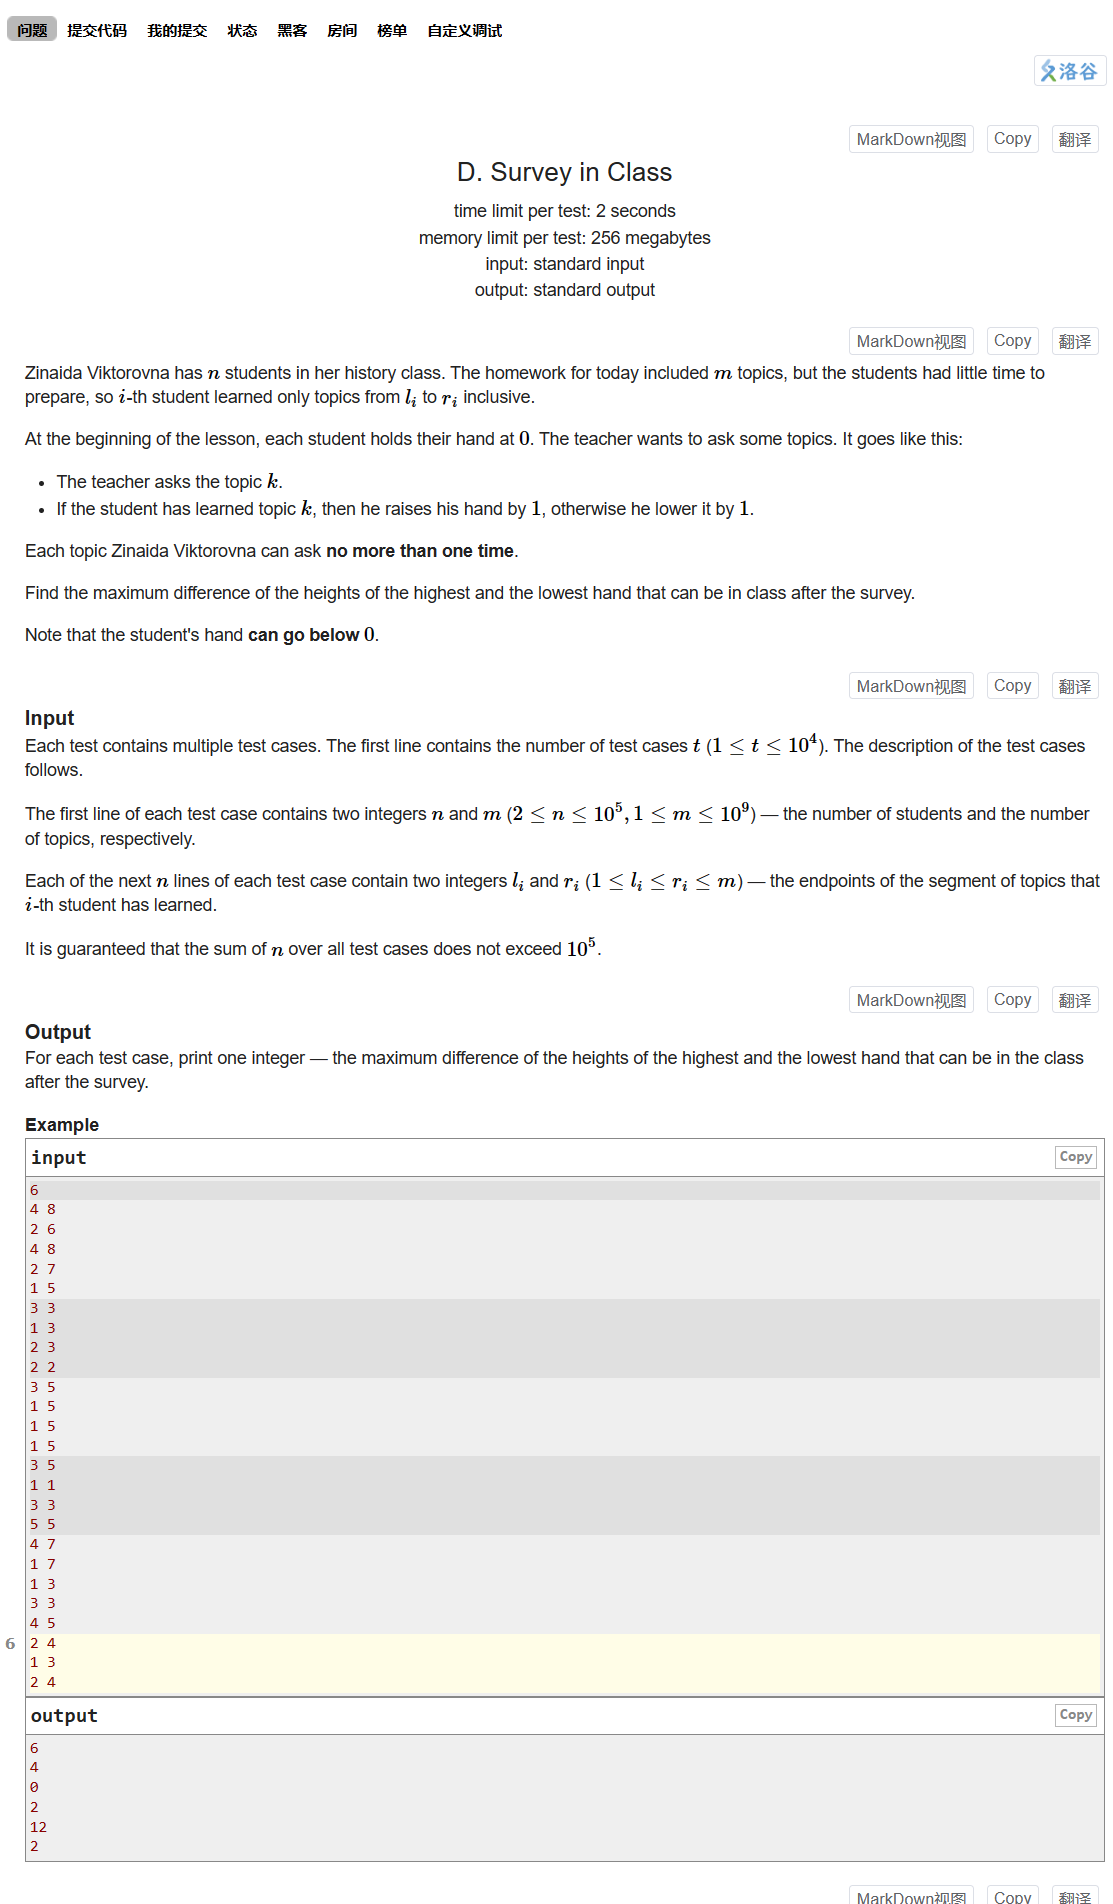 问题 提交代码 我的提交 状态 黑客 房间 榜单 自定义调试
洛谷
MarkDown视图 Copy 翻译
D. Survey in Class
time limit per test: 2 seconds
memory limit per test: 256 megabytes
input: standard input
output: standard output
MarkDown视图 Copy 翻译
Zinaida Viktorovna has n students in her history class. The homework for today included m topics, but the students had little time to
prepare, so i-th student learned only topics from l_i to r_i inclusive.
At the beginning of the lesson, each student holds their hand at 0. The teacher wants to ask some topics. It goes like this:
• The teacher asks the topic k.
• If the student has learned topic k, then he raises his hand by 1, otherwise he lower it by 1.
Each topic Zinaida Viktorovna can ask no more than one time.
Find the maximum difference of the heights of the highest and the lowest hand that can be in class after the survey.
Note that the student's hand can go below 0.
MarkDown视图 Copy 翻译
Input
Each test contains multiple test cases. The first line contains the number of test cases t (1 ≤ t ≤ 10^4). The description of the test cases
follows.
The first line of each test case contains two integers n and m (2 ≤ n ≤ 10^5, 1 ≤ m ≤ 10^9) — the number of students and the number
of topics, respectively.
Each of the next n lines of each test case contain two integers l_i and r_i (1 ≤ l_i ≤ r_i ≤ m) — the endpoints of the segment of topics that
i-th student has learned.
It is guaranteed that the sum of n over all test cases does not exceed 10^5.
MarkDown视图 Copy 翻译
Output
For each test case, print one integer — the maximum difference of the heights of the highest and the lowest hand that can be in the class
after the survey.
Example
input Copy
6
4 8
2 6
4 8
2 7
1 5
3 3
1 3
2 3
2 2
3 5
1 5
1 5
1 5
3 5
1 1
3 3
5 5
4 7
1 7
1 3
3 3
4 5
6 2 4
1 3
2 4
output Copy
6
4
0
2
12
2
MarkDown视图 Copy 翻译